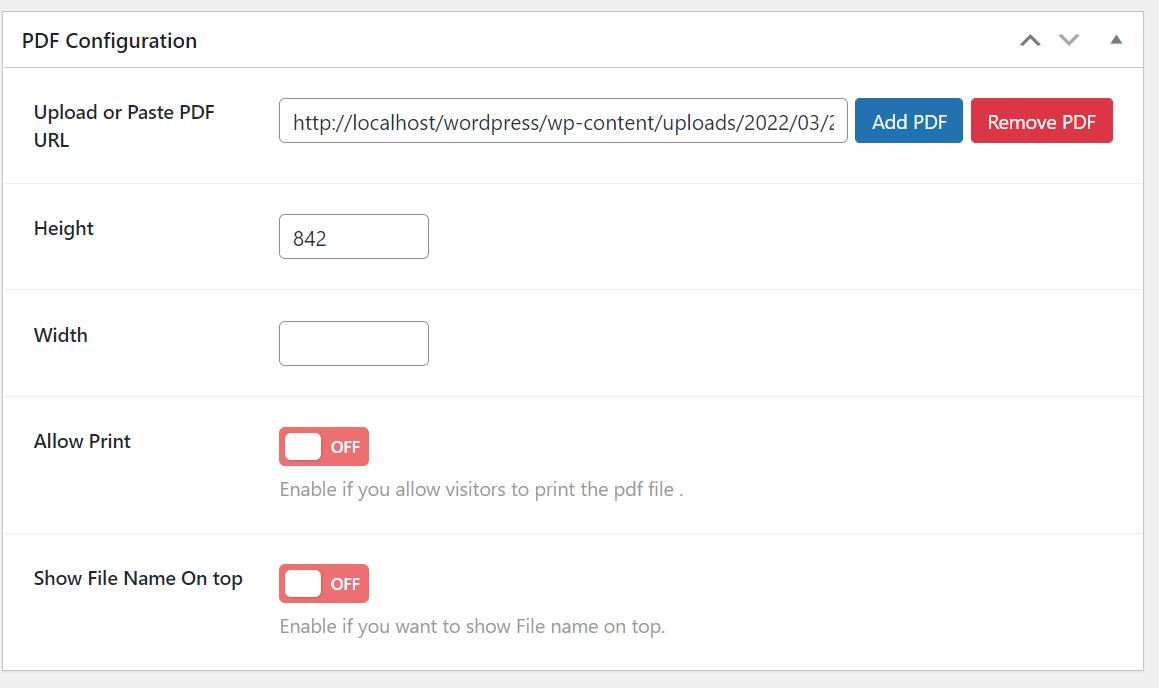 PDF Configuration
Upload or Paste PDF
URL
http://localhost/wordpress/wp-content/uploads/2022/03/2
Add PDF
Remove PDF
Height
842
Width
Allow Print
OFF
Enable if you allow visitors to print the pdf file .
Show File Name On top
OFF
Enable if you want to show File name on top.